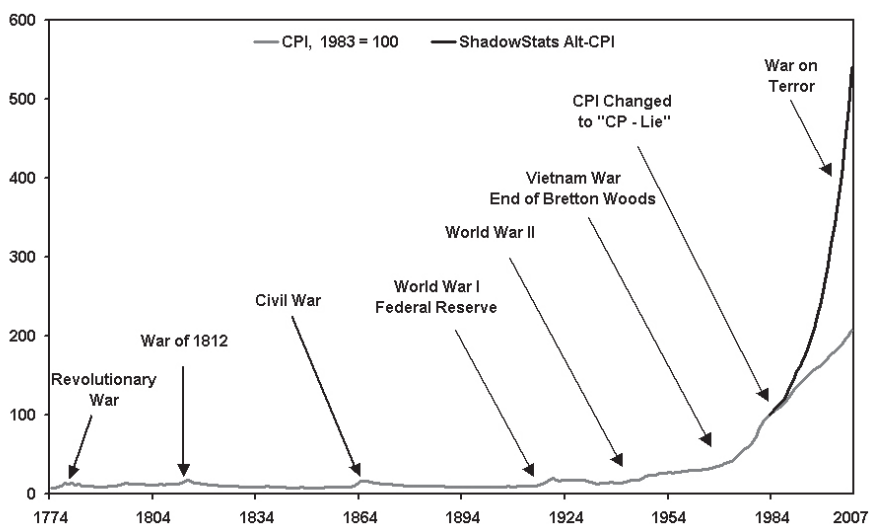 600
500
400
300
200
100
0
CPI, 1983 = 100
ShadowStats Alt-CPI
War on
Terror
CPI Changed
to "CP - Lie"
Vietnam War
End of Bretton Woods
World War II
World War I
Federal Reserve
Civil War
War of 1812
Revolutionary
War
1774 1804 1834 1864 1894 1924 1954 1984 2007